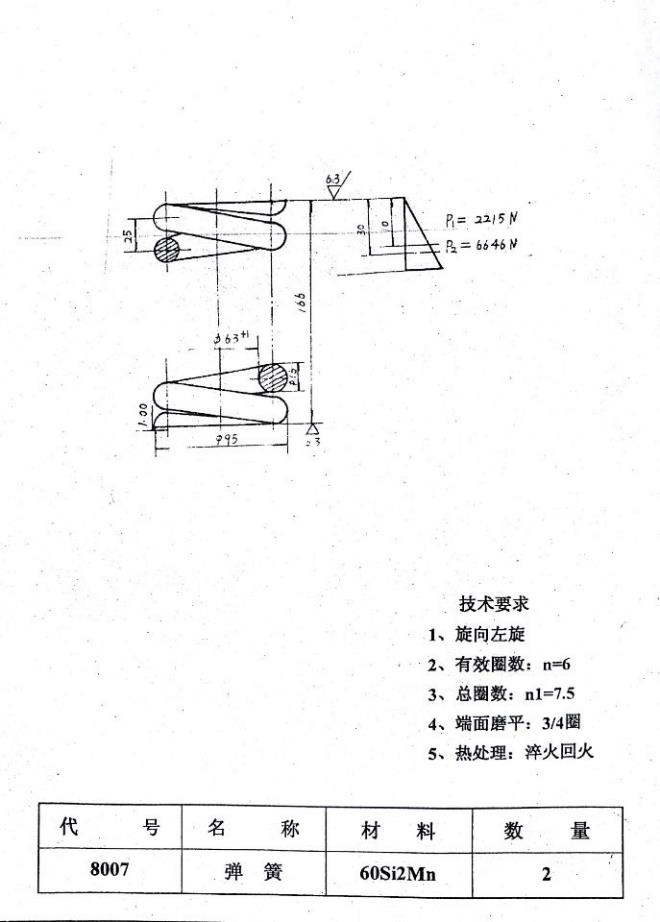 6.3
P1 = 2215 N
P2 = 6646 N
30
10
25
166
φ63+1
φ16
1.00
φ95
技术要求
1、旋向左旋
2、有效圈数：n=6
3、总圈数：n1=7.5
4、端面磨平：3/4圈
5、热处理：淬火回火
代 号 名 称 材 料 数 量
8007 弹 簧 60Si2Mn 2